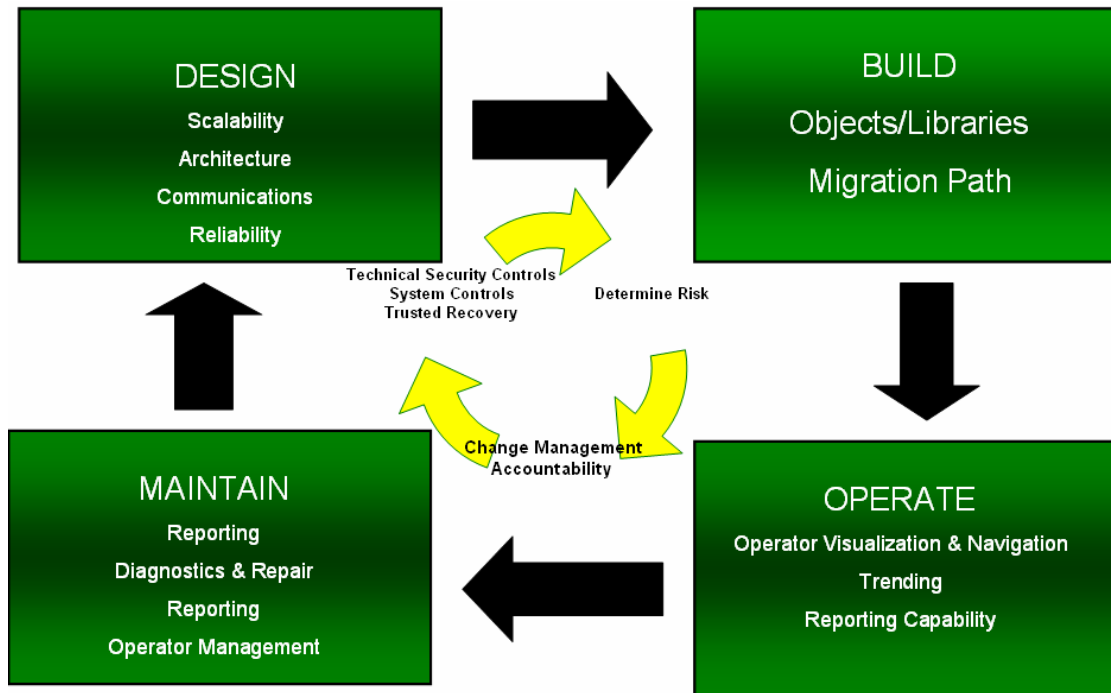 DESIGN
Scalability
Architecture
Communications
Reliability
BUILD
Objects/Libraries
Migration Path
Technical Security Controls
System Controls
Trusted Recovery
Determine Risk
Change Management
Accountability
MAINTAIN
Reporting
Diagnostics & Repair
Reporting
Operator Management
OPERATE
Operator Visualization & Navigation
Trending
Reporting Capability